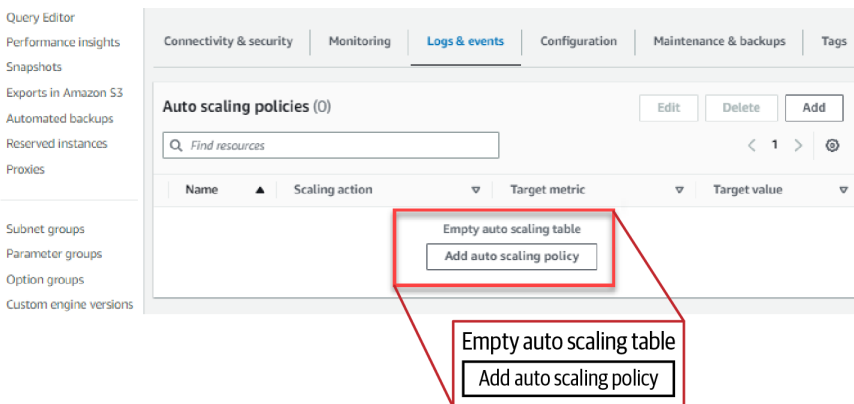 Query Editor
Performance insights
Snapshots
Exports in Amazon S3
Automated backups
Reserved instances
Proxies
Subnet groups
Parameter groups
Option groups
Custom engine versions
Connectivity & security Monitoring Logs & events Configuration Maintenance & backups Tags
Auto scaling policies (0) Edit Delete Add
Find resources 1
Name Scaling action Target metric Target value
Empty auto scaling table
Add auto scaling policy
Empty auto scaling table
Add auto scaling policy